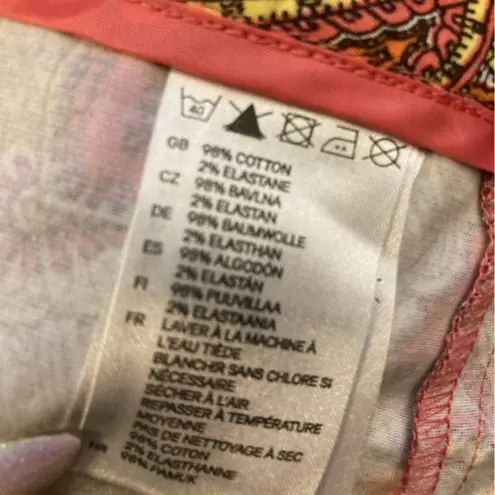 40
GB 98% COTTON
2% ELASTANE
CZ 98% BAVLNA
2% ELASTAN
DE 98% BAUMWOLLE
2% ELASTHAN
ES 98% ALGODÓN
2% ELASTÁN
FI 98% PUUVILLAA
2% ELASTAANIA
FR LAVER À LA MACHINE À
L'EAU TIÈDE
BLANCHIR SANS CHLORE SI
NÉCESSAIRE
SÉCHER À L'AIR
REPASSER À TEMPÉRATURE
MOYENNE
PAS DE NETTOYAGE À SEC
98% COTON
2% ELASTHANNE
HR 98% PAMUK